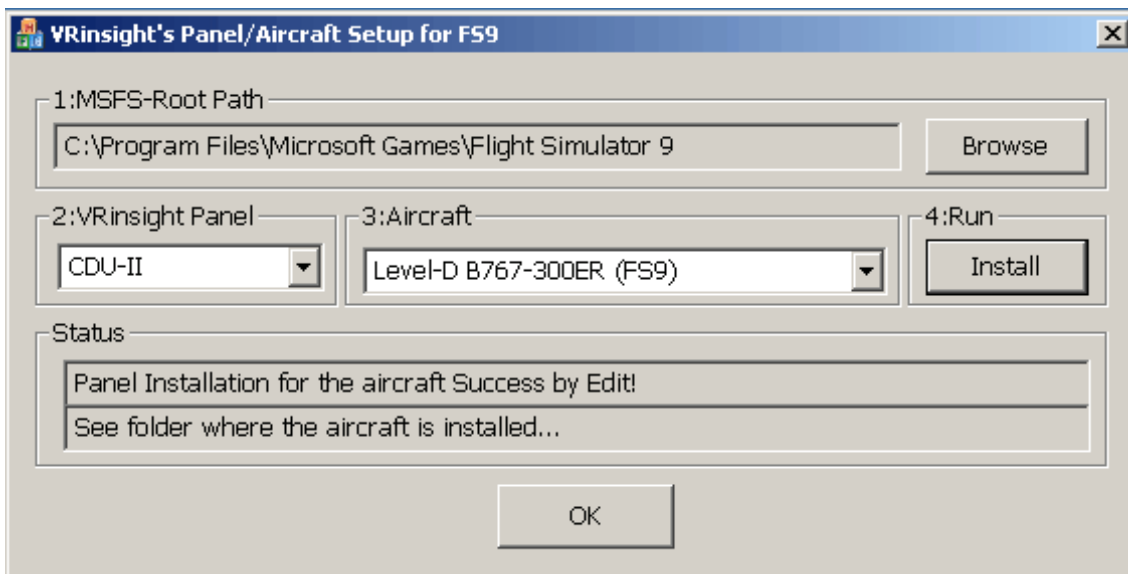 VRinsight's Panel/Aircraft Setup for FS9
1:MSFS-Root Path
C:\Program Files\Microsoft Games\Flight Simulator 9
Browse
2:VRinsight Panel
3:Aircraft
4:Run
CDU-II
Level-D B767-300ER (FS9)
Install
Status
Panel Installation for the aircraft Success by Edit!
See folder where the aircraft is installed...
OK